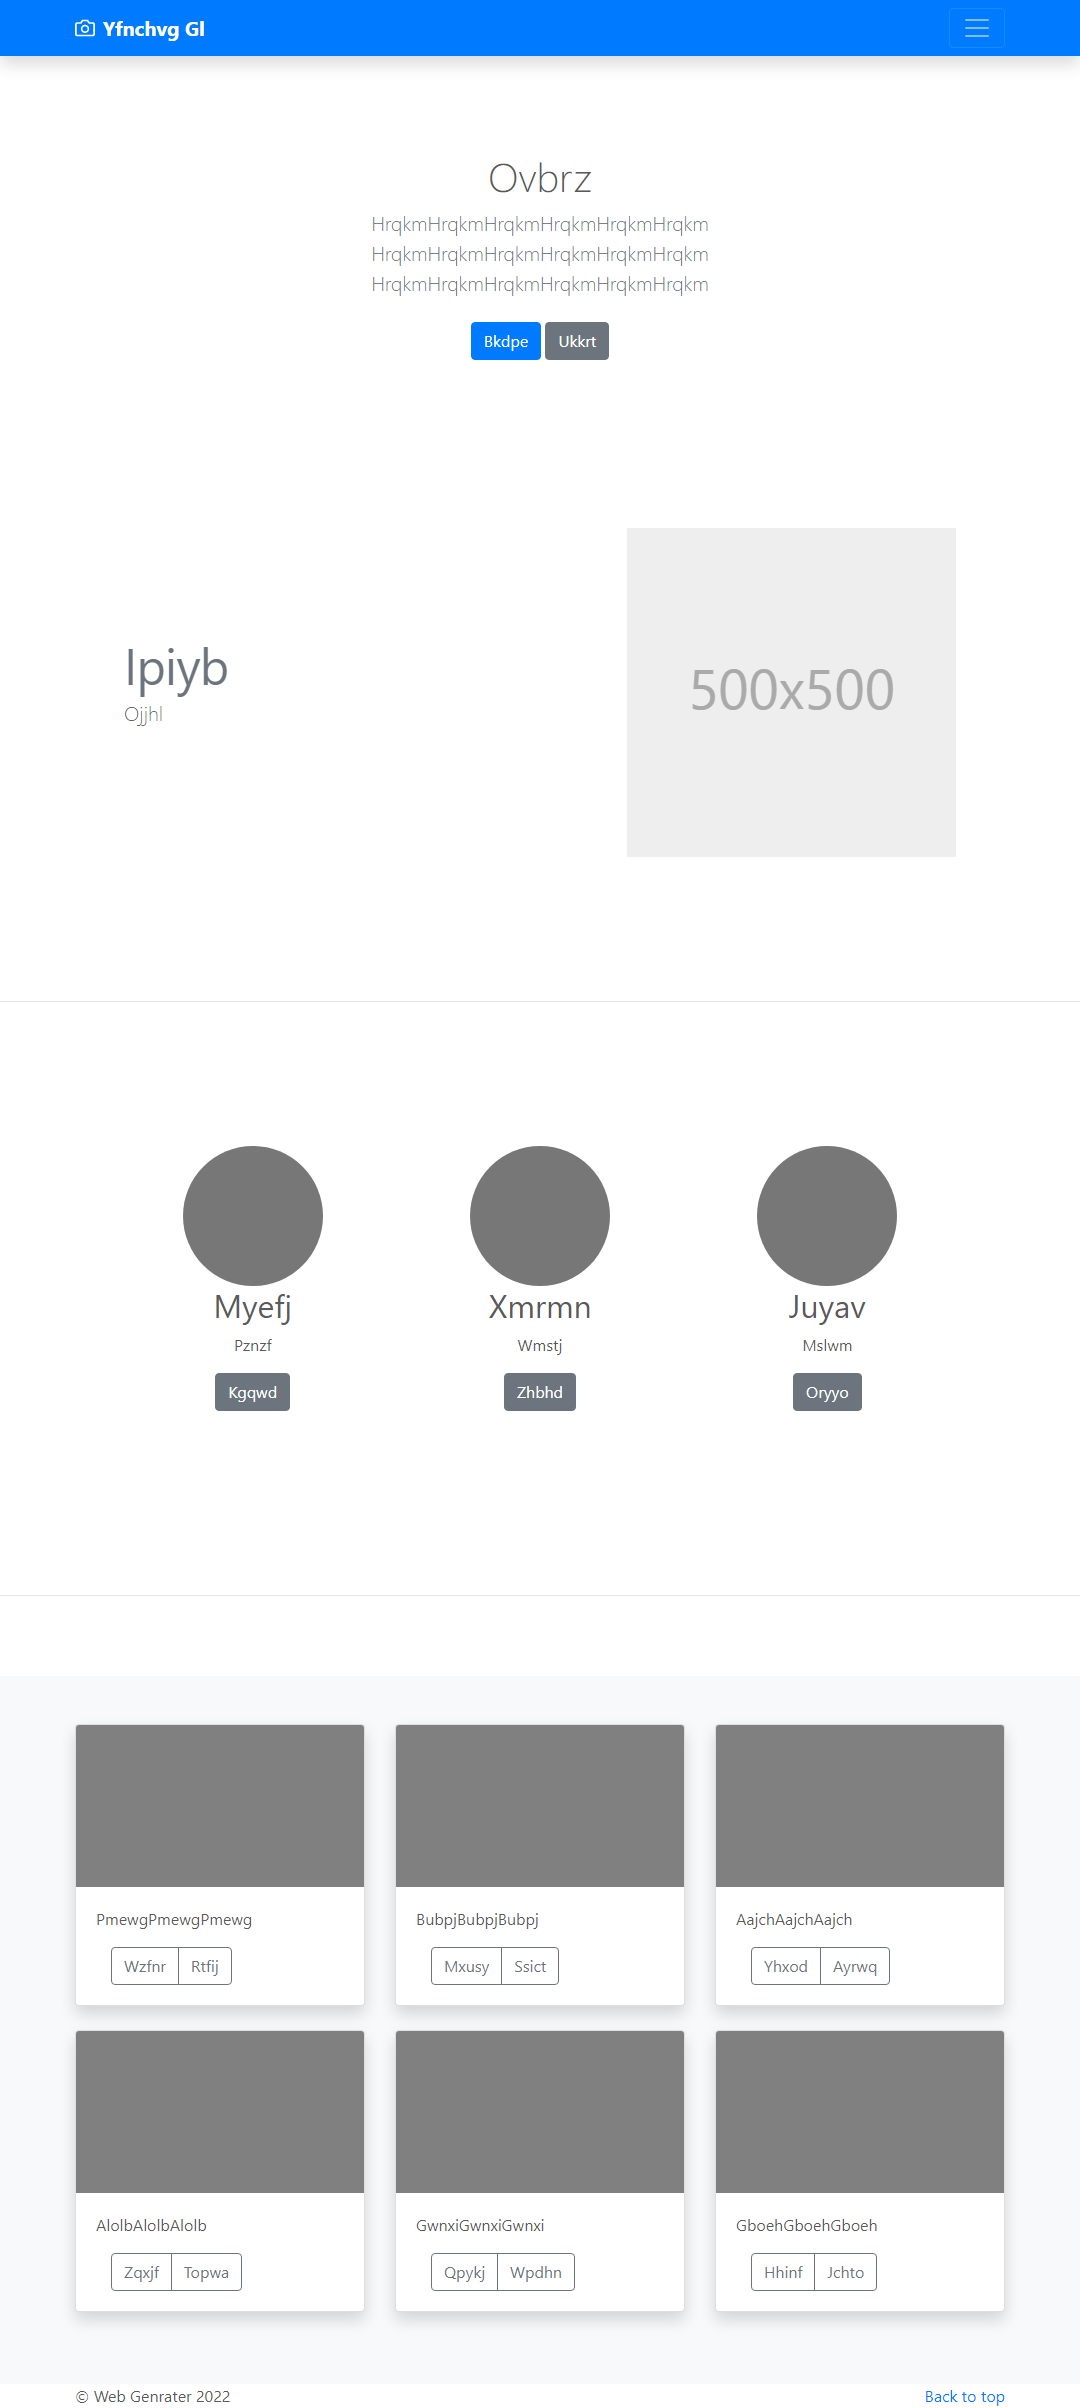 Yfnchvg Gl
Ovbrz
HrqkmHrqkmHrqkmHrqkmHrqkmHrqkm
HrqkmHrqkmHrqkmHrqkmHrqkmHrqkm
HrqkmHrqkmHrqkmHrqkmHrqkmHrqkm
Bkdpe Ukkrt
Ipiyb
Ojjhl
500x500
Myefj Xmrmn Juyav
Pznzf Wmstj Mslwm
Kgqwd Zhbhd Oryyo
PmewgPmewgPmewg BubpjBubpjBubpj AajchAajchAajch
Wzfnr Rtfij Mxusy Ssict Yhxod Ayrwq
AlolbAlolbAlolb GwnxiGwnxiGwnxi GboehGboehGboeh
Zqxjf Topwa Qpykj Wpdhn Hhinf Jchto
© Web Genrater 2022 Back to top